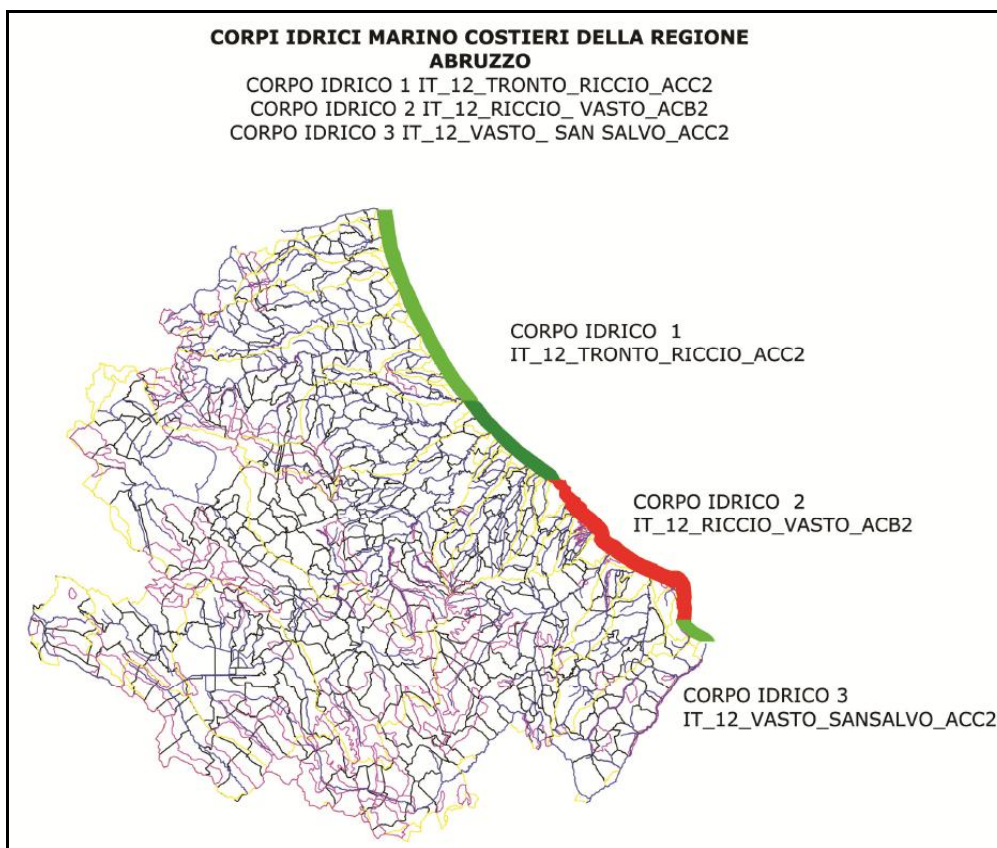 CORPI IDRICI MARINO COSTIERI DELLA REGIONE
ABRUZZO
CORPO IDRICO 1 IT_12_TRONTO_RICCIO_ACC2
CORPO IDRICO 2 IT_12_RICCIO_ VASTO_ACB2
CORPO IDRICO 3 IT_12_VASTO_ SAN SALVO_ACC2
CORPO IDRICO 1
IT_12_TRONTO_RICCIO_ACC2
CORPO IDRICO 2
IT_12_RICCIO_VASTO_ACB2
CORPO IDRICO 3
IT_12_VASTO_SANSALVO_ACC2